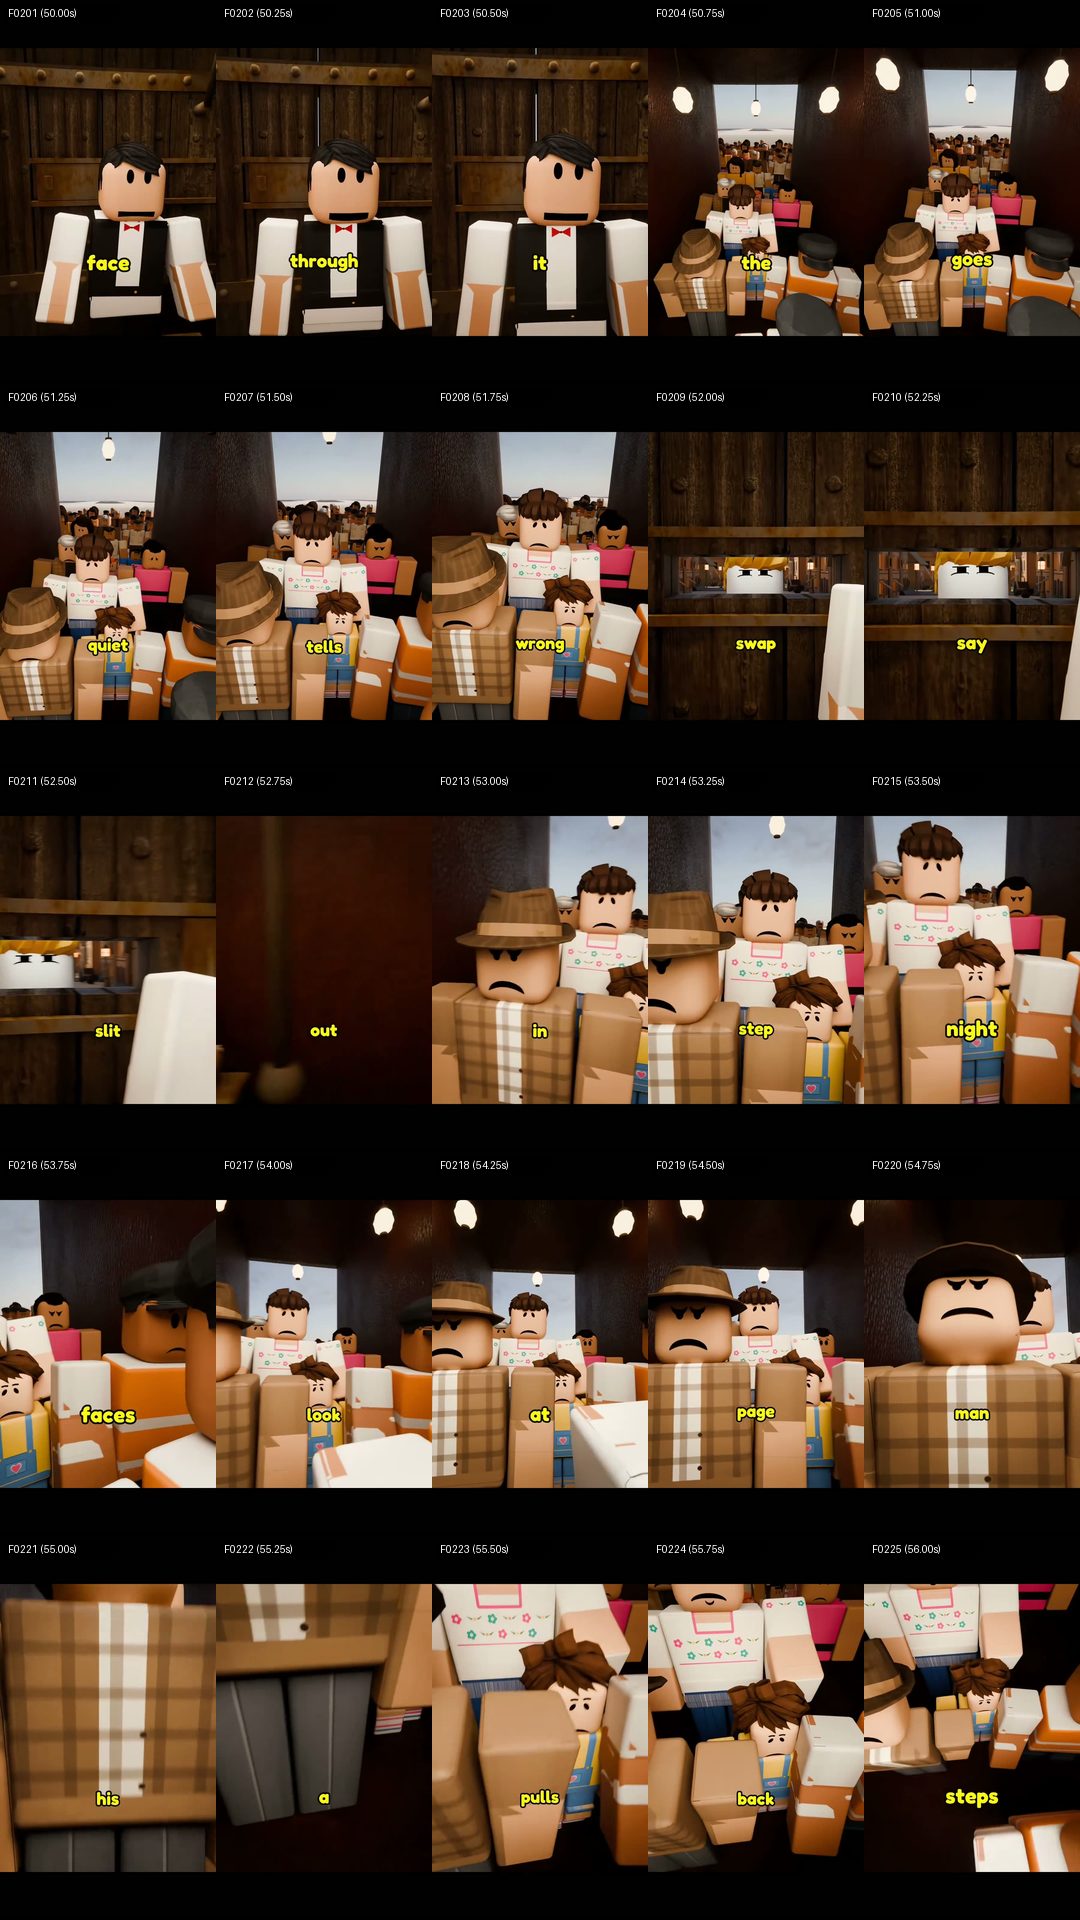 F0201 (50.00s)
F0202 (50.25s)
F0203 (50.50s)
F0204 (50.75s)
F0205 (51.00s)
face
through
it
the
goes
F0206 (51.25s)
F0207 (51.50s)
F0208 (51.75s)
F0209 (52.00s)
F0210 (52.25s)
quiet
tells
wrong
swap
say
F0211 (52.50s)
F0212 (52.75s)
F0213 (53.00s)
F0214 (53.25s)
F0215 (53.50s)
slit
out
in
step
night
F0216 (53.75s)
F0217 (54.00s)
F0218 (54.25s)
F0219 (54.50s)
F0220 (54.75s)
faces
look
at
page
man
F0221 (55.00s)
F0222 (55.25s)
F0223 (55.50s)
F0224 (55.75s)
F0225 (56.00s)
his
a
pulls
back
steps